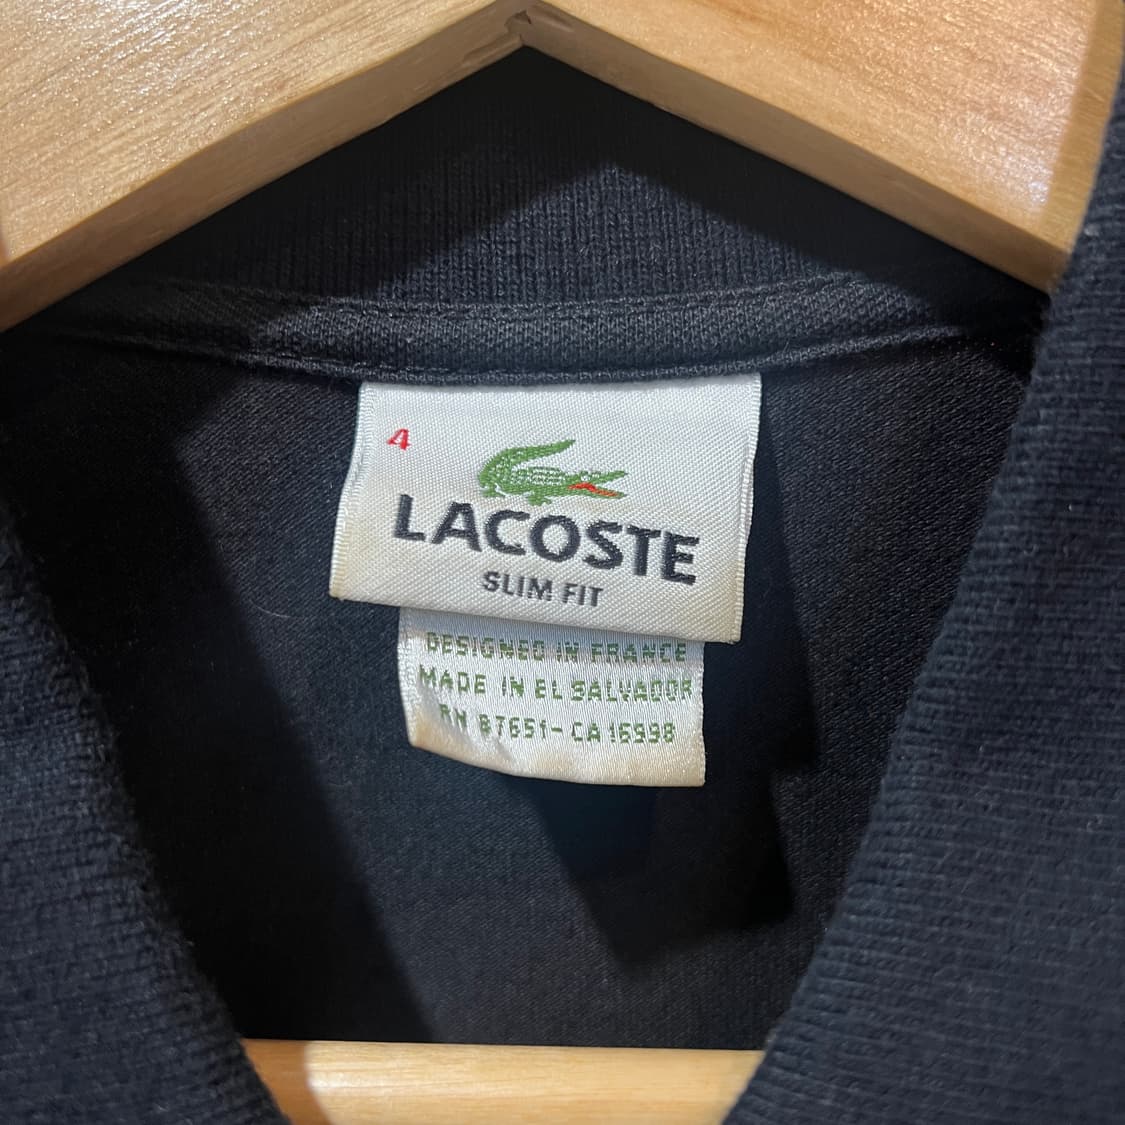 4
LACOSTE
SLIM FIT
DESIGNED IN FRANCE
MADE IN EL SALVADOR
RN 87651-CA 16998